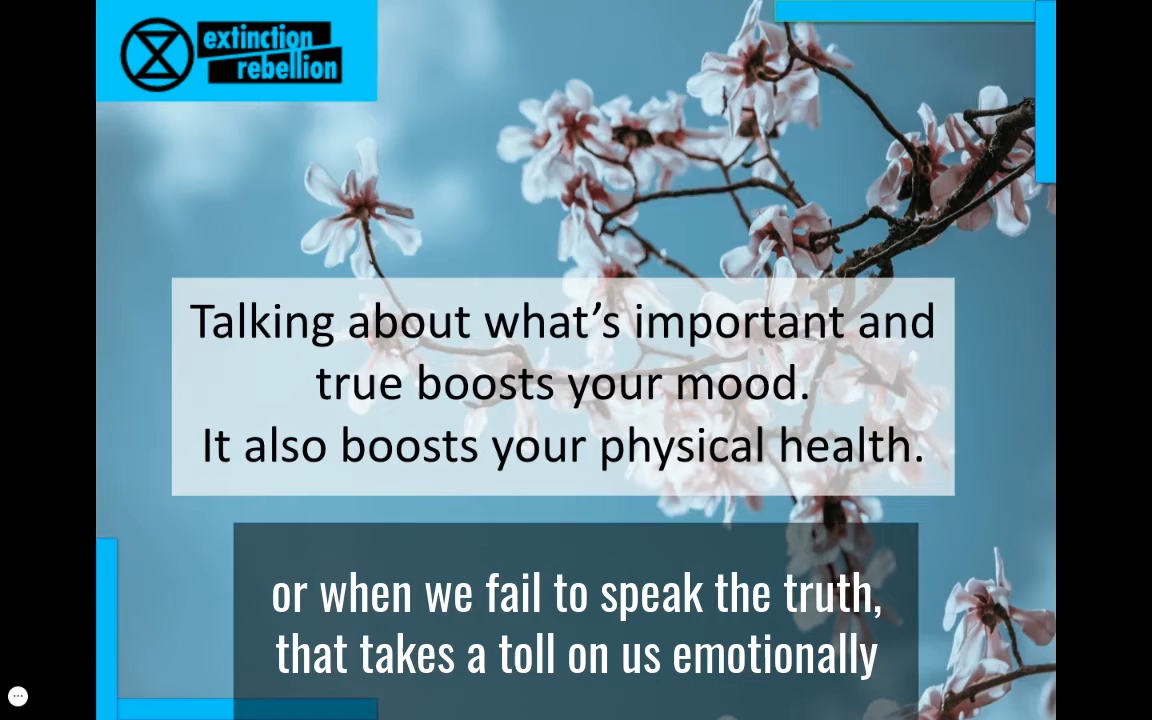 extinction
rebellion
Talking about what’s important and
true boosts your mood.
It also boosts your physical health.
or when we fail to speak the truth,
that takes a toll on us emotionally